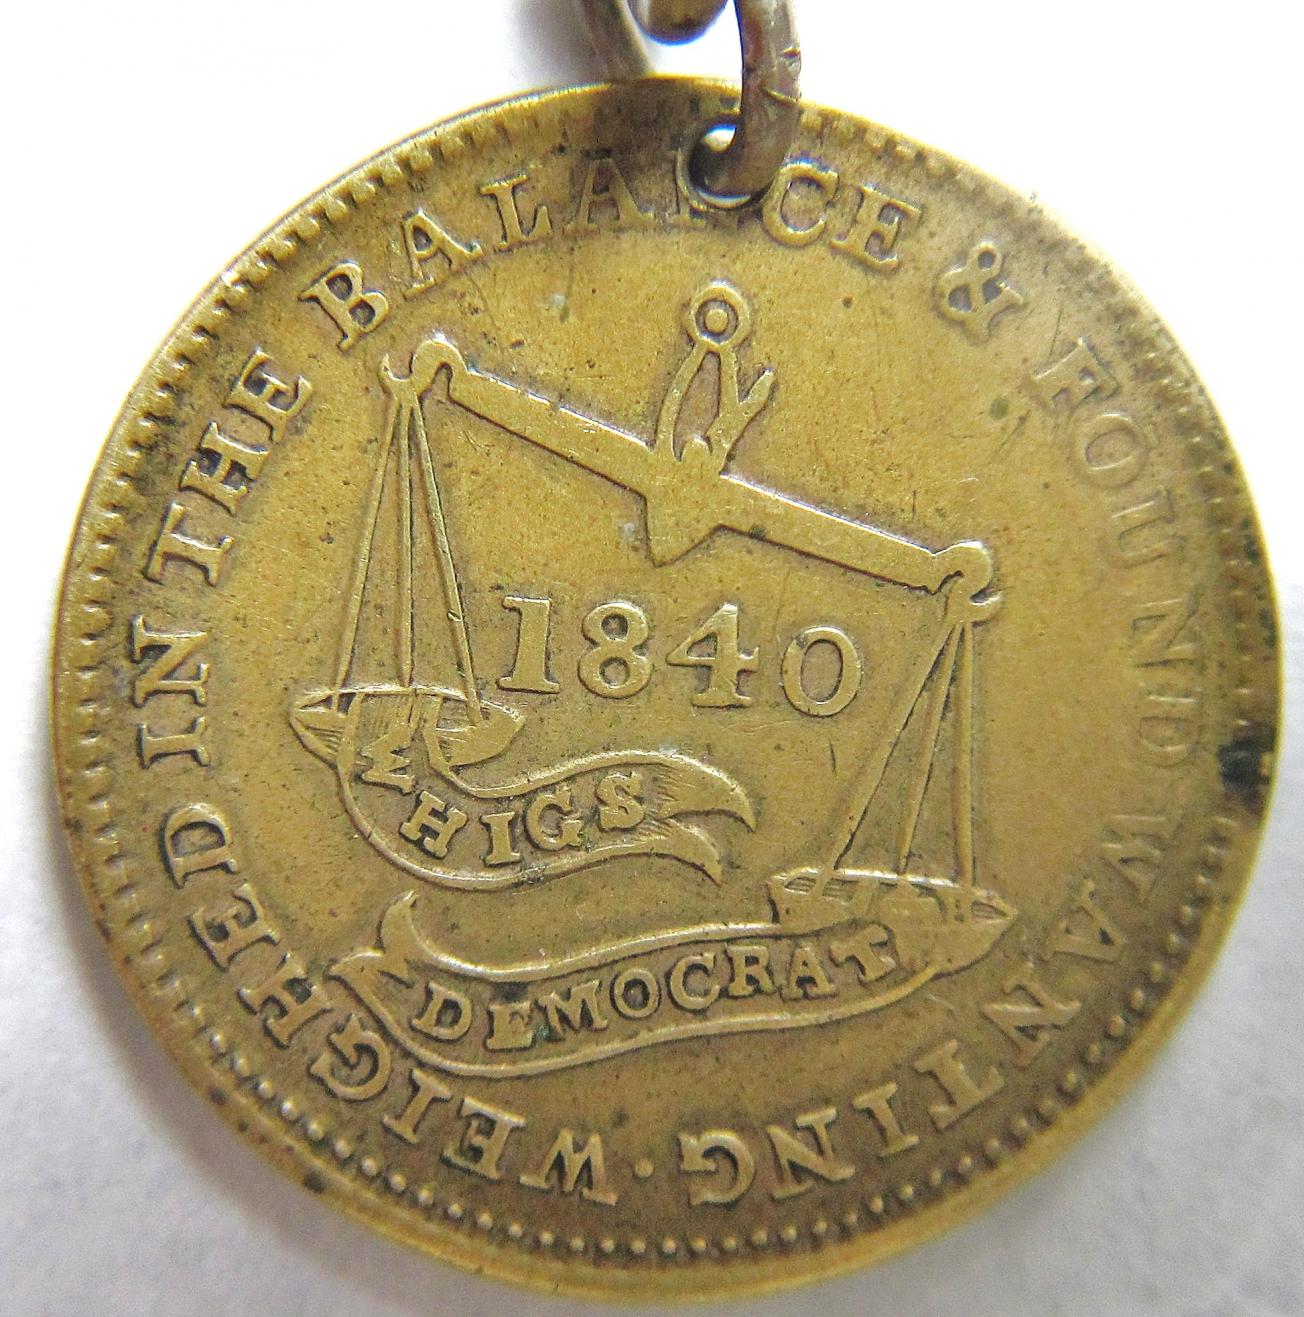 WEIGHED IN THE BALANCE & FOUND WANTING
1840
WHIGS
DEMOCRAT